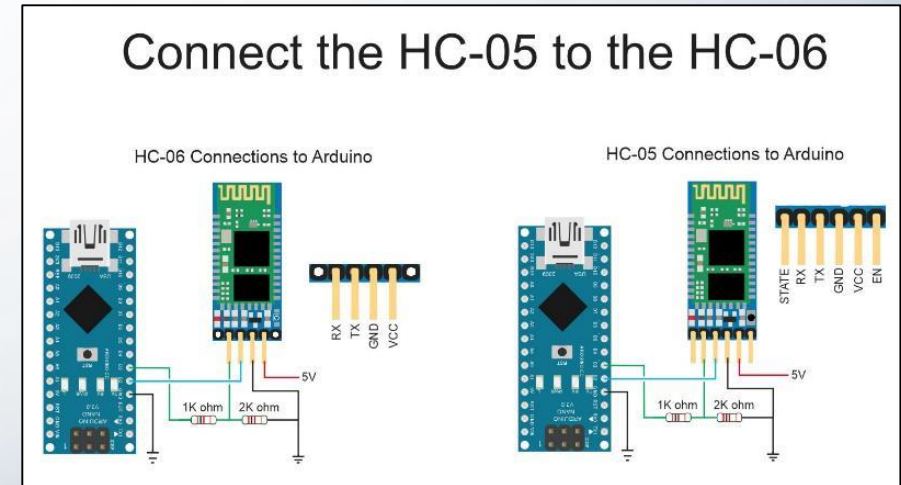 Connect the HC-05 to the HC-06
HC-06 Connections to Arduino
RX
TX
GND
VCC
5V
1K ohm
2K ohm
HC-05 Connections to Arduino
STATE
RX
TX
GND
VCC
EN
5V
1K ohm
2K ohm